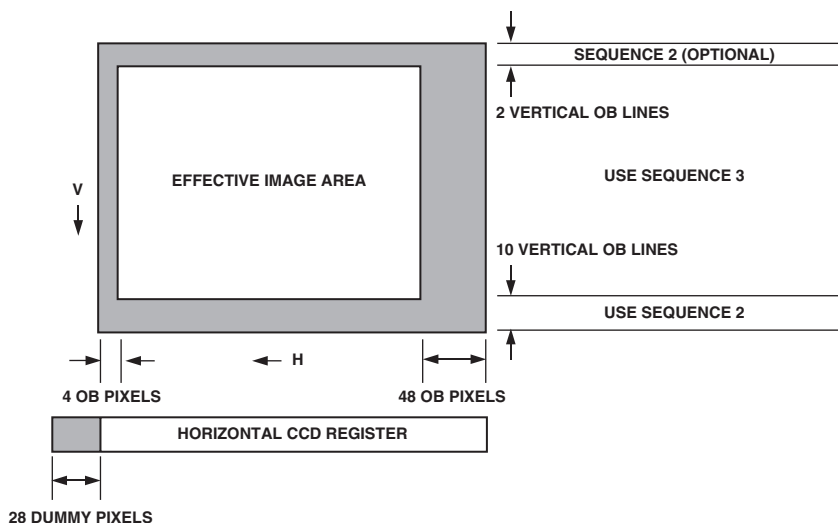 SEQUENCE 2 (OPTIONAL)
2 VERTICAL OB LINES
EFFECTIVE IMAGE AREA
USE SEQUENCE 3
V
10 VERTICAL OB LINES
USE SEQUENCE 2
H
4 OB PIXELS
48 OB PIXELS
HORIZONTAL CCD REGISTER
28 DUMMY PIXELS